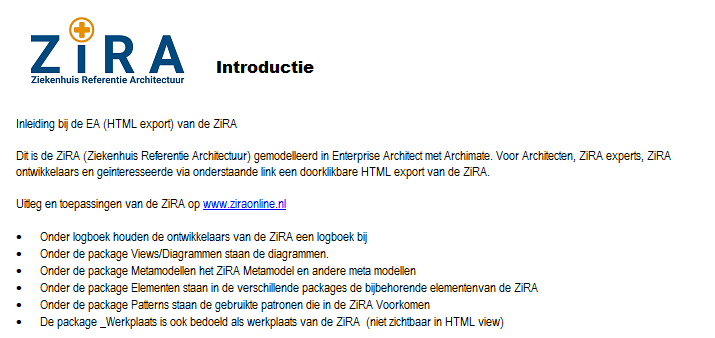 ZiRA
Ziekenhuis Referentie Architectuur
Introductie
Inleiding bij de EA (HTML export) van de ZiRA
Dit is de ZiRA (Ziekenhuis Referentie Architectuur) gemodelleerd in Enterprise Architect met Archimate. Voor Architecten, ZiRA experts, ZiRA
ontwikkelaars en geinteresseerde via onderstaande link een doorklikbare HTML export van de ZiRA.
Uitleg en toepassingen van de ZiRA op www.ziraonline.nl
• Onder logboek houden de ontwikkelaars van de ZiRA een logboek bij
• Onder de package Views/Diagrammen staan de diagrammen.
• Onder de package Metamodellen het ZiRA Metamodel en andere meta modellen
• Onder de package Elementen staan in de verschillende packages de bijbehorende elementenvan de ZiRA
• Onder de package Patterns staan de gebruikte patronen die in de ZiRA Voorkomen
• De package _Werkplaats is ook bedoeld als werkplaats van de ZiRA (niet zichtbaar in HTML view)